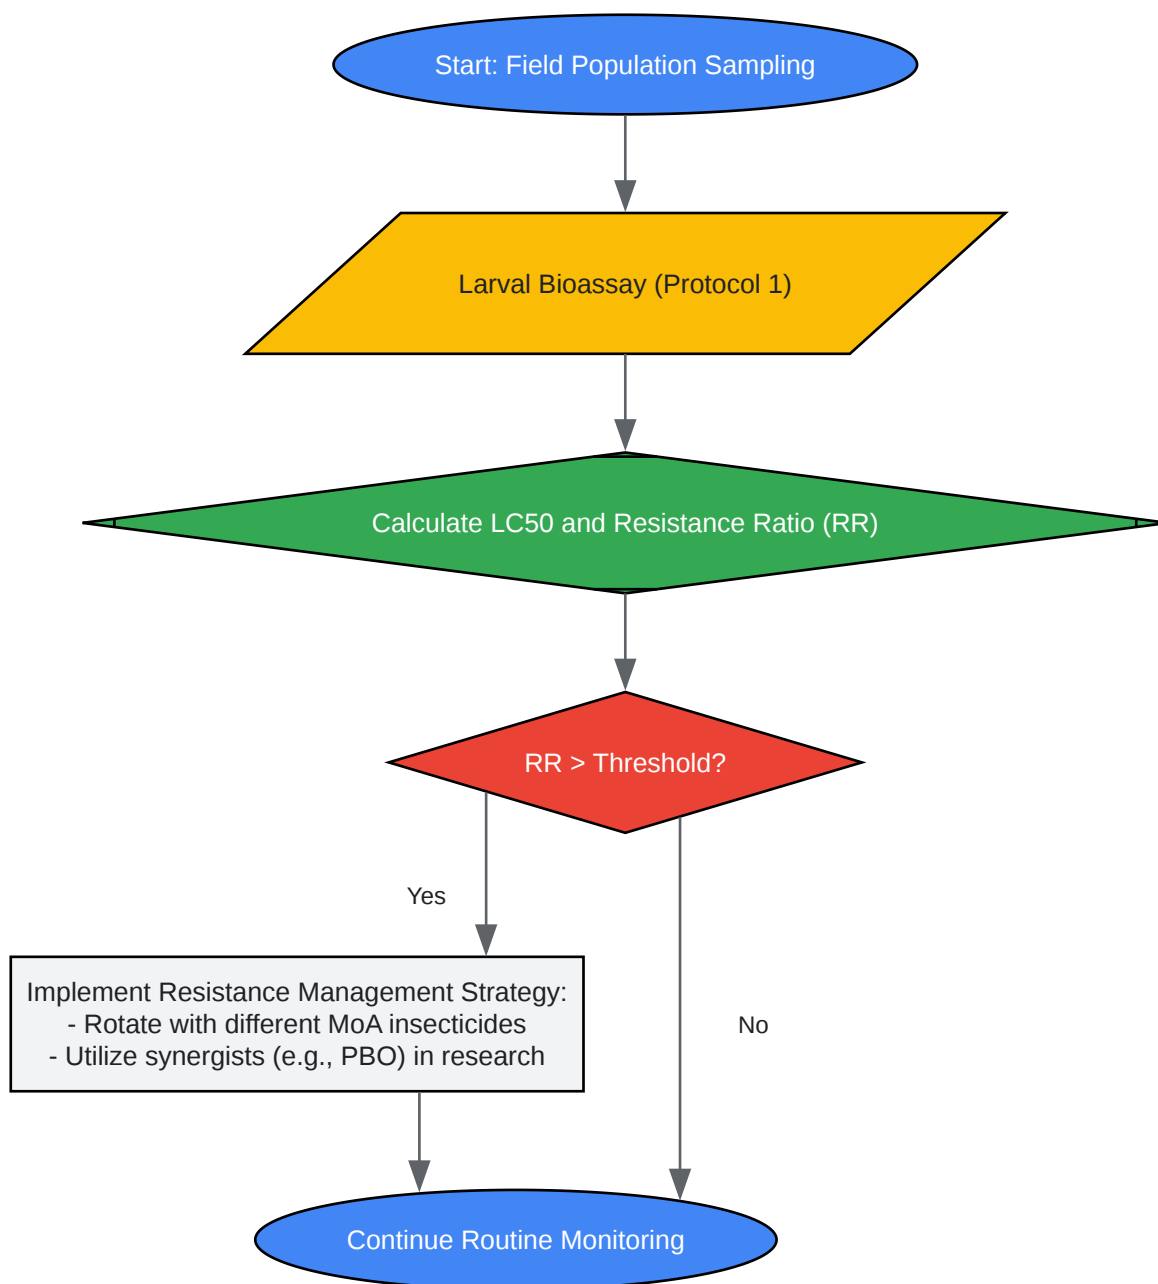 Start: Field Population Sampling
Larval Bioassay (Protocol 1)
Calculate LC50 and Resistance Ratio (RR)
RR > Threshold?
Yes
Implement Resistance Management Strategy:
- Rotate with different MoA insecticides
- Utilize synergists (e.g., PBO) in research
No
Continue Routine Monitoring